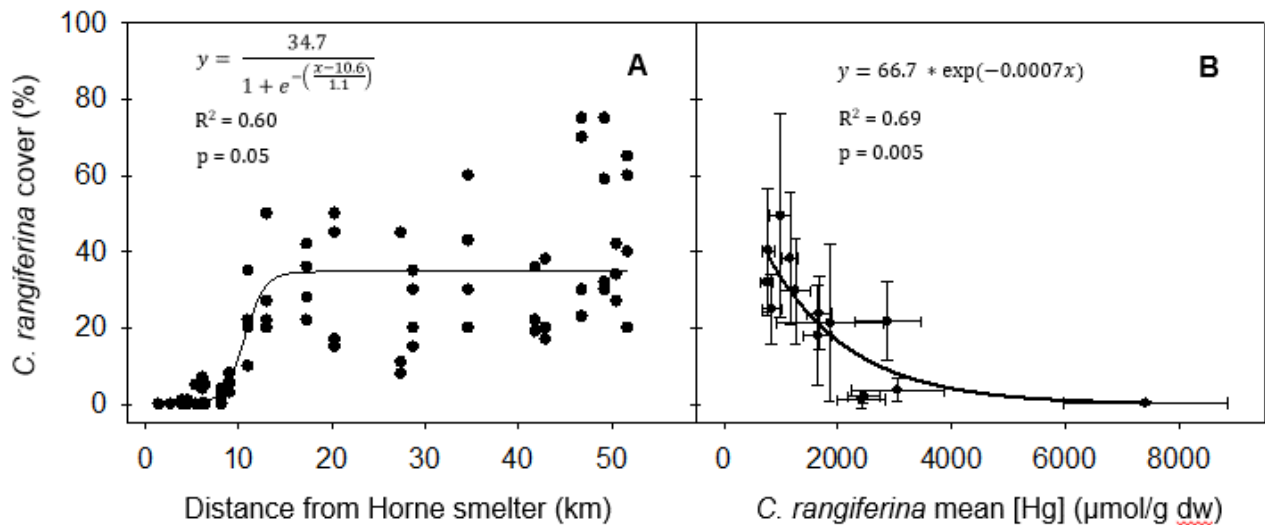 100
80
60
40
20
0
C. rangiferina cover (%)
y = 34.7 / (1 + e^−((x−10.6)/1.1))
R² = 0.60
p = 0.05
A
y = 66.7 * exp(−0.0007x)
R² = 0.69
p = 0.005
B
0 10 20 30 40 50
0 2000 4000 6000 8000
Distance from Horne smelter (km)
C. rangiferina mean [Hg] (µmol/g dw)